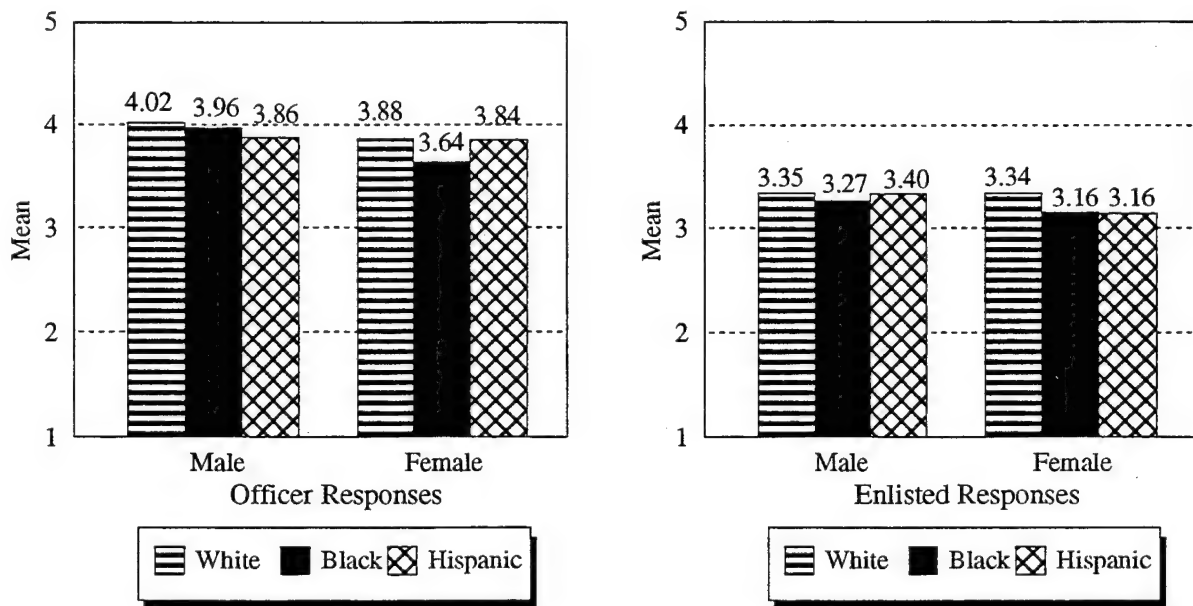 5
4.02 3.96 3.86 3.88 3.64 3.84
4
Mean
3
2
1
Male Female
Officer Responses
White Black Hispanic
5
4
3.35 3.27 3.40 3.34 3.16 3.16
Mean
3
2
1
Male Female
Enlisted Responses
White Black Hispanic